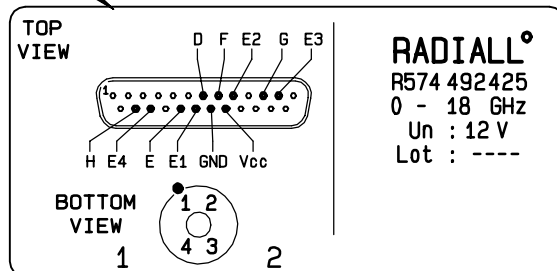 TOP
VIEW
D F E2 G E3
1
H E4 E E1 GND Vcc
BOTTOM
VIEW
1 2
4 3
1 2
RADIALL°
R574 492425
0 - 18 GHz
Un : 12 V
Lot : ----